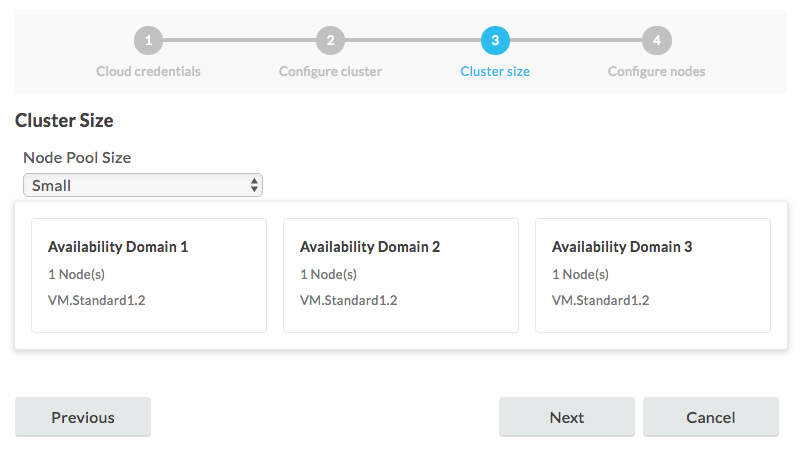 1 2 3 4
Cloud credentials Configure cluster Cluster size Configure nodes
Cluster Size
Node Pool Size
Small
Availability Domain 1 Availability Domain 2 Availability Domain 3
1 Node(s) 1 Node(s) 1 Node(s)
VM.Standard1.2 VM.Standard1.2 VM.Standard1.2
Previous Next Cancel